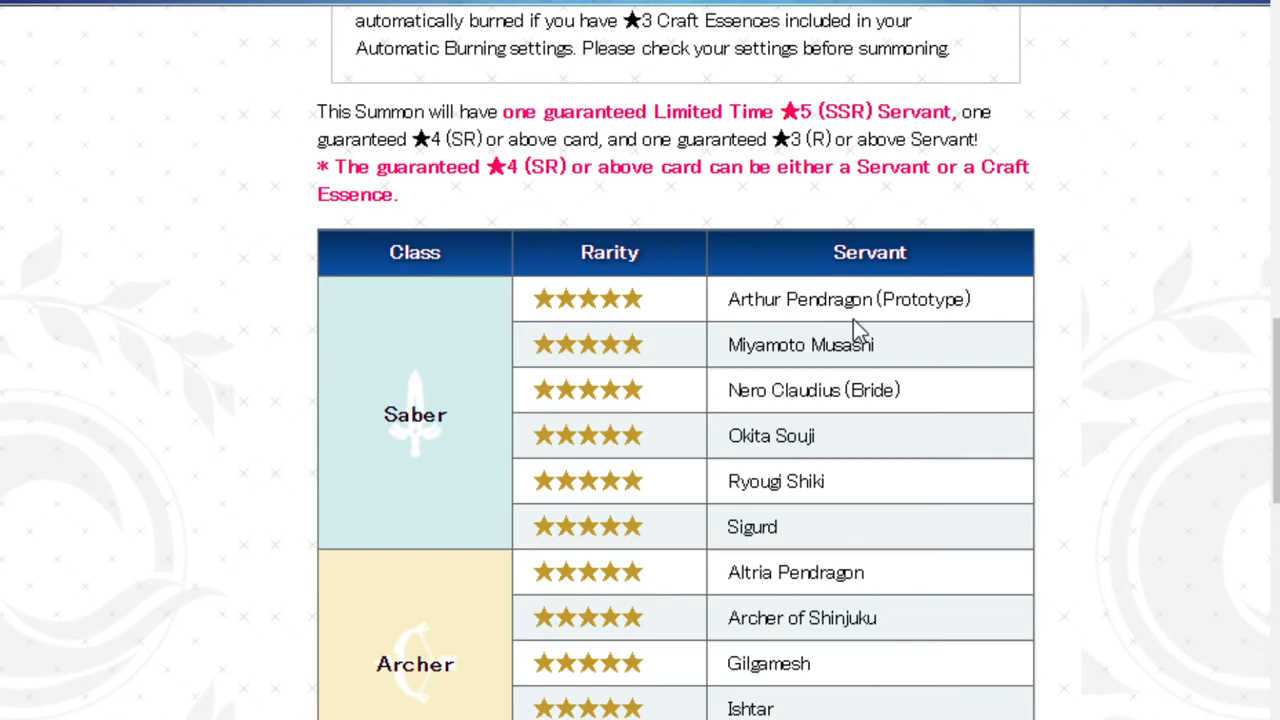 automatically burned if you have ★3 Craft Essences included in your
Automatic Burning settings. Please check your settings before summoning.
This Summon will have one guaranteed Limited Time ★5 (SSR) Servant, one
guaranteed ★4 (SR) or above card, and one guaranteed ★3 (R) or above Servant!
* The guaranteed ★4 (SR) or above card can be either a Servant or a Craft
Essence.
Class Rarity Servant
★★★★★ Arthur Pendragon (Prototype)
★★★★★ Miyamoto Musashi
★★★★★ Nero Claudius (Bride)
Saber
★★★★★ Okita Souji
★★★★★ Ryougi Shiki
★★★★★ Sigurd
★★★★★ Altria Pendragon
★★★★★ Archer of Shinjuku
Archer
★★★★★ Gilgamesh
★★★★★ Ishtar